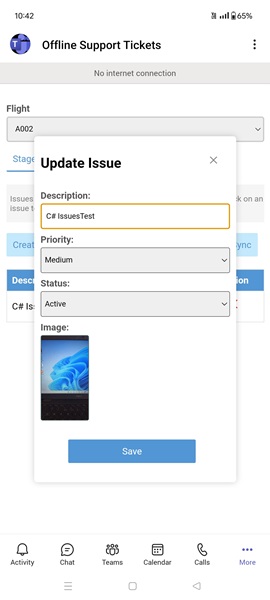 10:42
65%
Offline Support Tickets
No internet connection
Flight
A002
Stage
Update Issue
Issues
k on an
issue t
Description:
C# IssuesTest
Creat
ync
Priority:
Medium
Descr
ion
Status:
C# Is
Active
Image:
Save
Activity
Chat
Teams
Calendar
Calls
More